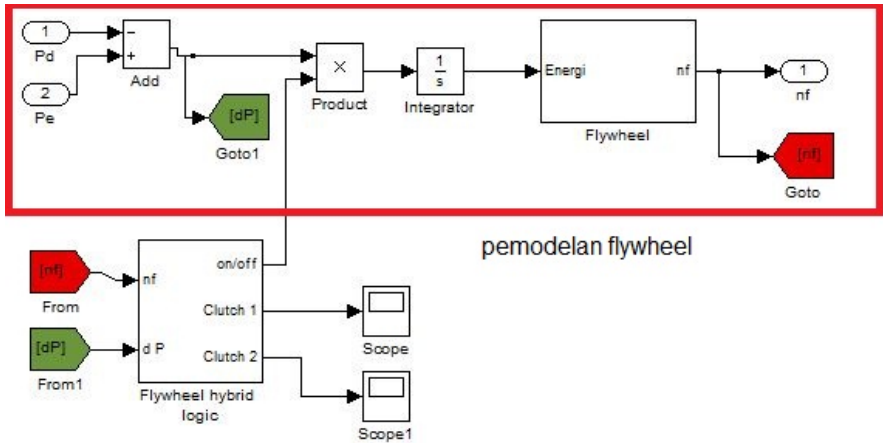 1
Pd
2
Pe
−
+
Add
[dP]
Goto1
×
Product
1
s
Integrator
Energi
nf
Flywheel
1
nf
[nf]
Goto
pemodelan flywheel
[nf]
From
[dP]
From1
nf
d P
on/off
Clutch 1
Clutch 2
Flywheel hybrid
logic
Scope
Scope1